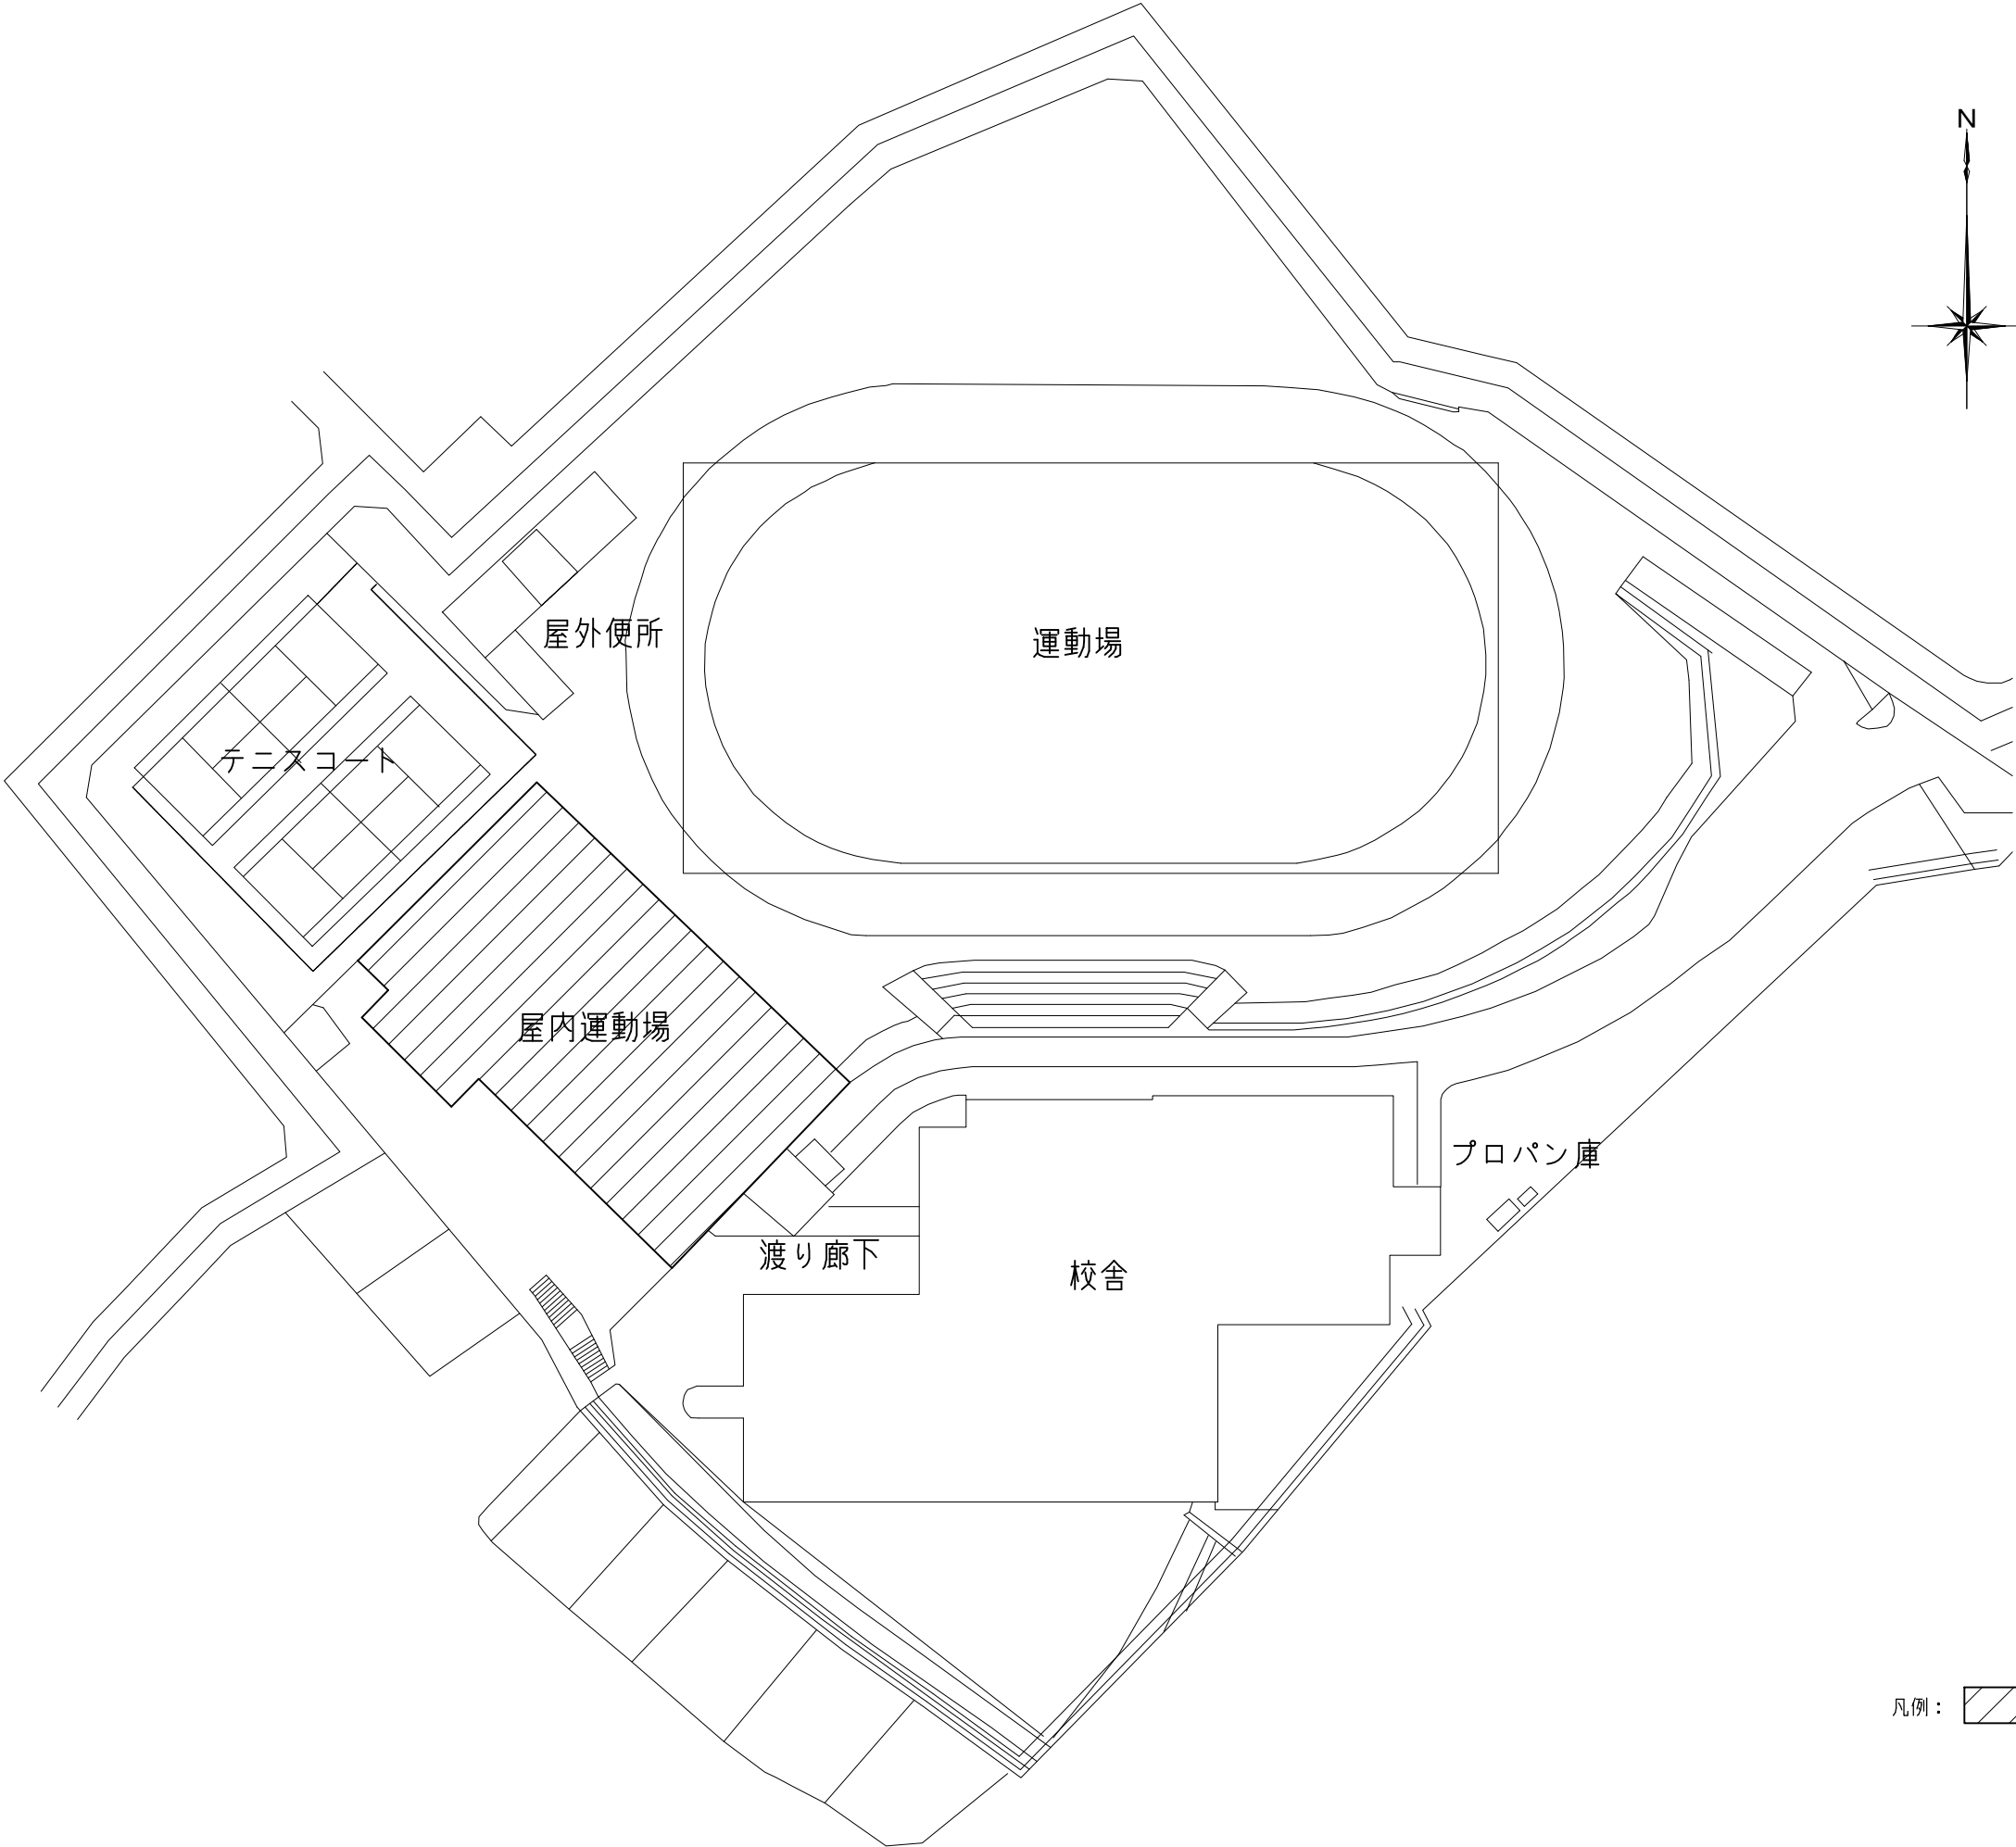 N
屋外便所
運動場
テニスコート
屋内運動場
プロパン庫
渡り廊下
校舎
凡例：